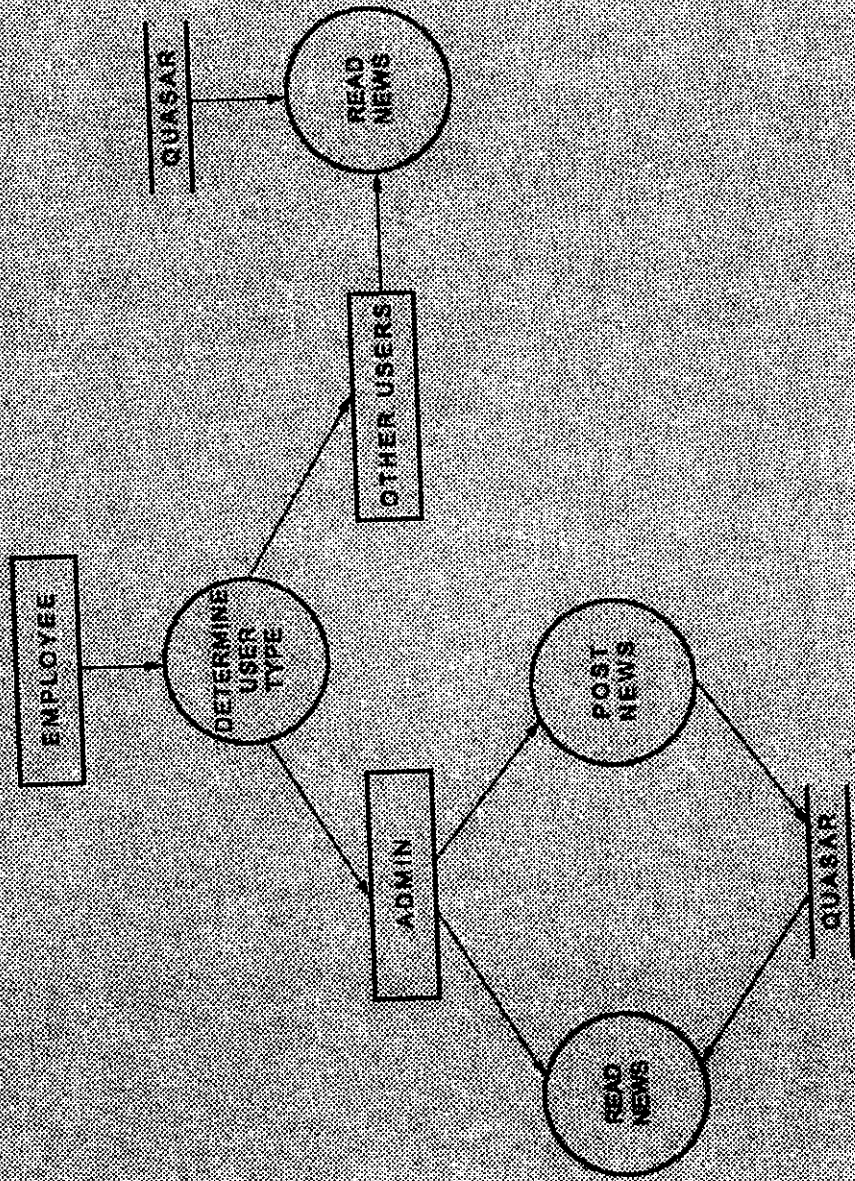 EMPLOYEE
DETERMINE
USER
TYPE
ADMIN
OTHER USERS
QUASAR
READ
NEWS
READ
NEWS
POST
NEWS
QUASAR